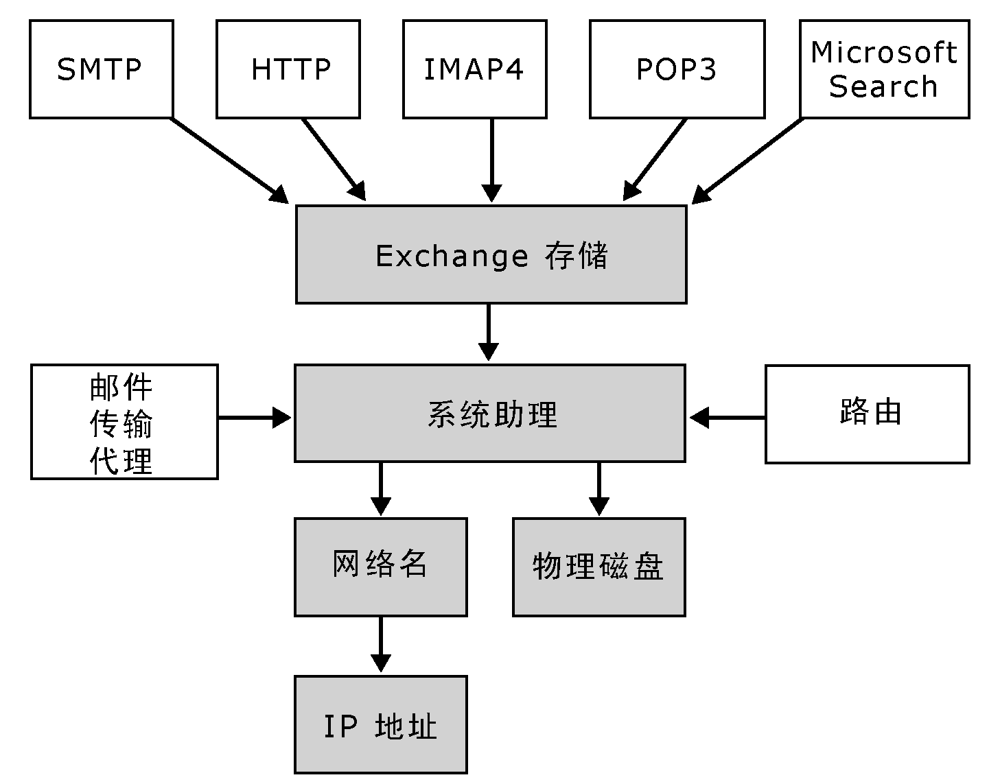 SMTP
HTTP
IMAP4
POP3
Microsoft
Search
Exchange 存储
邮件
传输
代理
系统助理
路由
网络名
物理磁盘
IP 地址